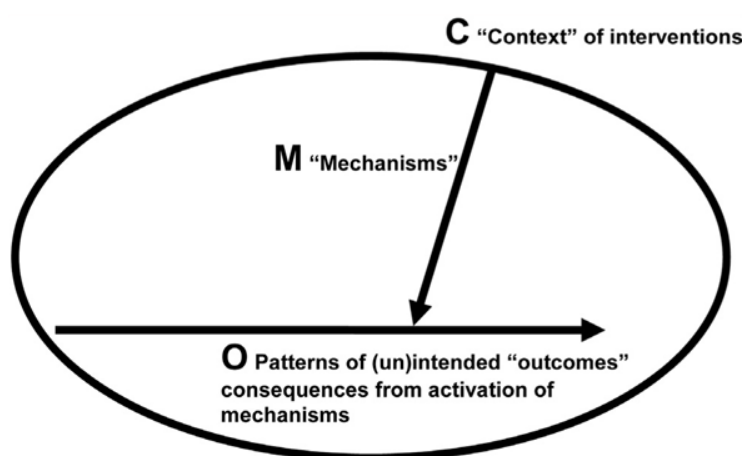 C “Context” of interventions
M “Mechanisms”
O Patterns of (un)intended “outcomes”
consequences from activation of
mechanisms